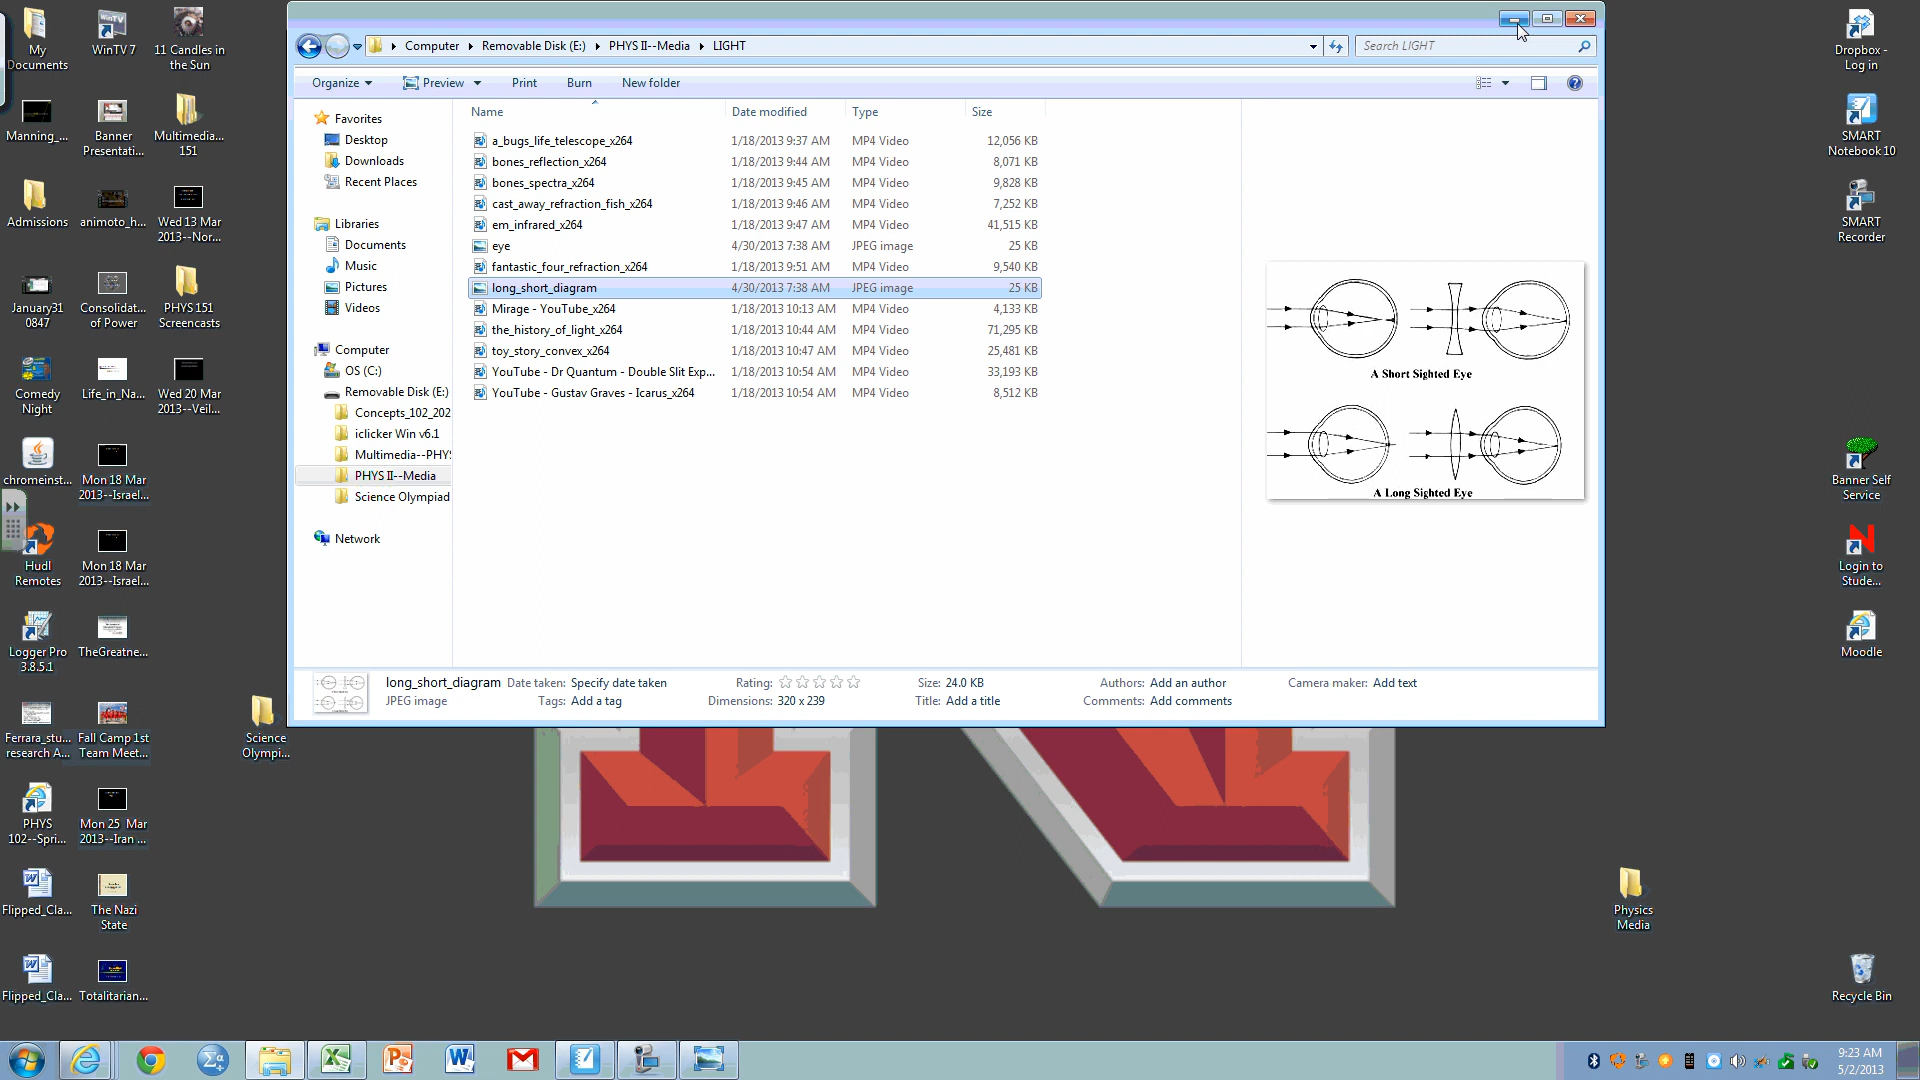 My
Documents
WinTV 7
11 Candles in
the Sun
Manning_...
Banner
Presentati...
Multimedia...
151
Admissions
animoto_h...
Wed 13 Mar
2013--Nor...
January31
0847
Consolidat...
of Power
PHYS 151
Screencasts
Comedy
Night
Life_in_Na...
Wed 20 Mar
2013--Veil...
chromeinst...
Mon 18 Mar
2013--Israel...
Hudl
Remotes
Mon 18 Mar
2013--Israel...
Logger Pro
3.8.5.1
TheGreatne...
Ferrara_stu...
research A...
Fall Camp 1st
Team Meet...
Science
Olympi...
PHYS
102--Spri...
Mon 25 Mar
2013--Iran ...
Flipped_Cla...
The Nazi
State
Flipped_Cla...
Totalitarian...
Computer Removable Disk (E:) PHYS II--Media LIGHT
Search LIGHT
Organize Preview Print Burn New folder
Favorites
Desktop
Downloads
Recent Places
Libraries
Documents
Music
Pictures
Videos
Computer
OS (C:)
Removable Disk (E:)
Concepts_102_202
iclicker Win v6.1
Multimedia--PHYS
PHYS II--Media
Science Olympiad
Network
Name Date modified Type Size
a_bugs_life_telescope_x264 1/18/2013 9:37 AM MP4 Video 12,056 KB
bones_reflection_x264 1/18/2013 9:44 AM MP4 Video 8,071 KB
bones_spectra_x264 1/18/2013 9:45 AM MP4 Video 9,828 KB
cast_away_refraction_fish_x264 1/18/2013 9:46 AM MP4 Video 7,252 KB
em_infrared_x264 1/18/2013 9:47 AM MP4 Video 41,515 KB
eye 4/30/2013 7:38 AM JPEG image 25 KB
fantastic_four_refraction_x264 1/18/2013 9:51 AM MP4 Video 9,540 KB
long_short_diagram 4/30/2013 7:38 AM JPEG image 25 KB
Mirage - YouTube_x264 1/18/2013 10:13 AM MP4 Video 4,133 KB
the_history_of_light_x264 1/18/2013 10:44 AM MP4 Video 71,295 KB
toy_story_convex_x264 1/18/2013 10:47 AM MP4 Video 25,481 KB
YouTube - Dr Quantum - Double Slit Exp... 1/18/2013 10:54 AM MP4 Video 33,193 KB
YouTube - Gustav Graves - Icarus_x264 1/18/2013 10:54 AM MP4 Video 8,512 KB
A Short Sighted Eye
A Long Sighted Eye
long_short_diagram Date taken: Specify date taken Rating: Size: 24.0 KB Authors: Add an author Camera maker: Add text
JPEG image Tags: Add a tag Dimensions: 320 x 239 Title: Add a title Comments: Add comments
Dropbox -
Log in
SMART
Notebook 10
SMART
Recorder
Banner Self
Service
Login to
Stude...
Moodle
Physics
Media
Recycle Bin
9:23 AM
5/2/2013